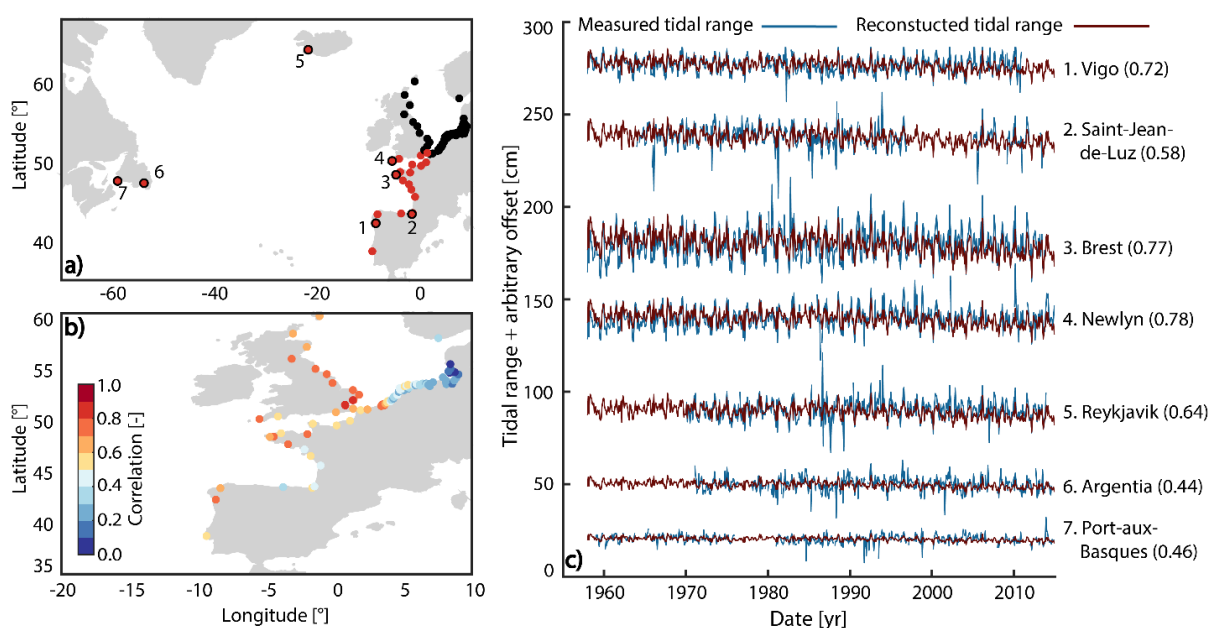 60
50
40
Latitude [°]
-60
-40
-20
0
a)
1
2
3
4
5
6
7
b)
60
55
50
45
40
35
Latitude [°]
1.0
0.8
0.6
0.4
0.2
0.0
Correlation [-]
-20
-15
-10
-5
0
5
10
Longitude [°]
Measured tidal range
Reconstucted tidal range
300
250
200
150
100
50
0
Tidal range + arbitrary offset [cm]
1. Vigo (0.72)
2. Saint-Jean-
de-Luz (0.58)
3. Brest (0.77)
4. Newlyn (0.78)
5. Reykjavik (0.64)
6. Argentia (0.44)
7. Port-aux-
Basques (0.46)
c)
1960
1970
1980
1990
2000
2010
Date [yr]